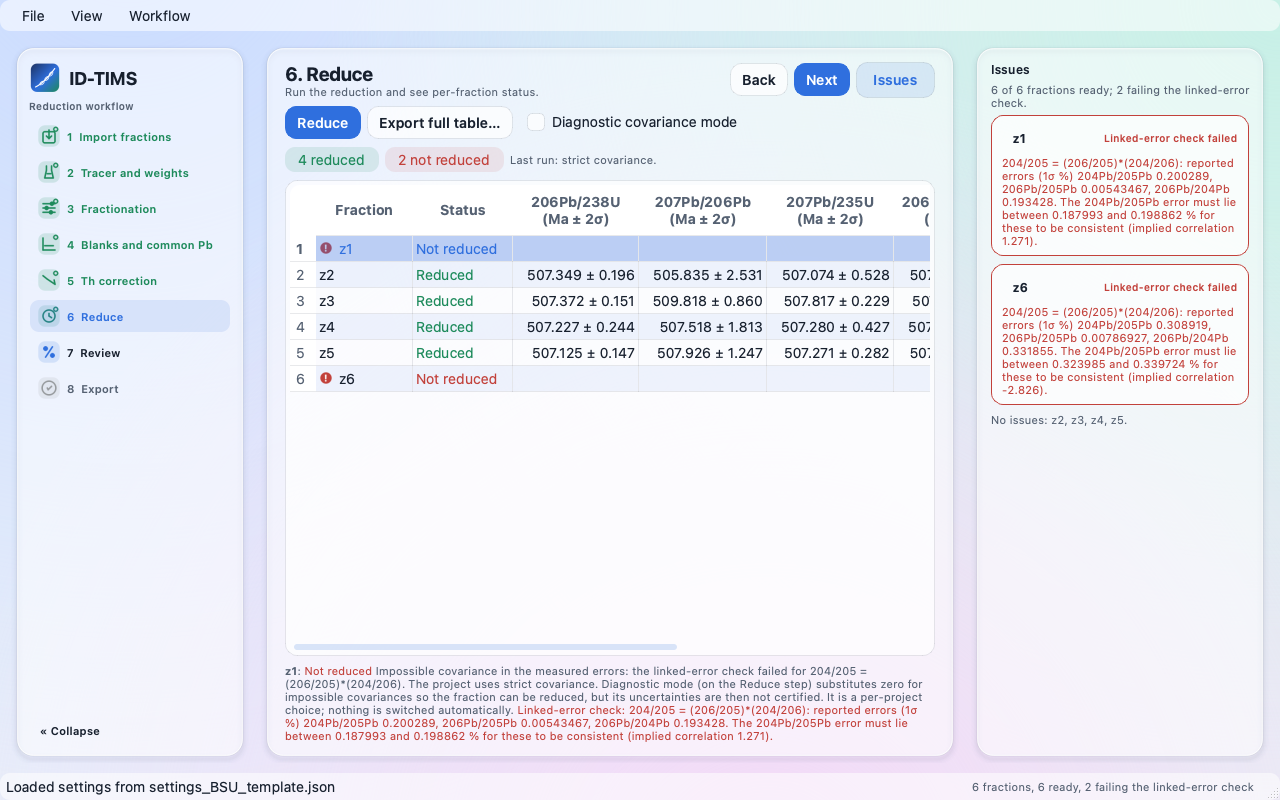 File View Workflow
ID-TIMS
Reduction workflow
1 Import fractions
2 Tracer and weights
3 Fractionation
4 Blanks and common Pb
5 Th correction
6 Reduce
7 Review
8 Export
« Collapse
6. Reduce
Run the reduction and see per-fraction status.
Back Next Issues
Reduce Export full table... Diagnostic covariance mode
4 reduced 2 not reduced Last run: strict covariance.
Fraction Status 206Pb/238U (Ma ± 2σ) 207Pb/206Pb (Ma ± 2σ) 207Pb/235U (Ma ± 2σ) 206 (
1 z1 Not reduced
2 z2 Reduced 507.349 ± 0.196 505.835 ± 2.531 507.074 ± 0.528 507
3 z3 Reduced 507.372 ± 0.151 509.818 ± 0.860 507.817 ± 0.229 50
4 z4 Reduced 507.227 ± 0.244 507.518 ± 1.813 507.280 ± 0.427 507
5 z5 Reduced 507.125 ± 0.147 507.926 ± 1.247 507.271 ± 0.282 507
6 z6 Not reduced
z1: Not reduced Impossible covariance in the measured errors: the linked-error check failed for 204/205 =
(206/205)*(204/206). The project uses strict covariance. Diagnostic mode (on the Reduce step) substitutes zero for
impossible covariances so the fraction can be reduced, but its uncertainties are then not certified. It is a per-project
choice; nothing is switched automatically. Linked-error check: 204/205 = (206/205)*(204/206): reported errors (1σ
%) 204Pb/205Pb 0.200289, 206Pb/205Pb 0.00543467, 206Pb/204Pb 0.193428. The 204Pb/205Pb error must lie
between 0.187993 and 0.198862 % for these to be consistent (implied correlation 1.271).
Issues
6 of 6 fractions ready; 2 failing the linked-error
check.
z1 Linked-error check failed
204/205 = (206/205)*(204/206): reported
errors (1σ %) 204Pb/205Pb 0.200289,
206Pb/205Pb 0.00543467, 206Pb/204Pb
0.193428. The 204Pb/205Pb error must lie
between 0.187993 and 0.198862 % for
these to be consistent (implied correlation
1.271).
z6 Linked-error check failed
204/205 = (206/205)*(204/206): reported
errors (1σ %) 204Pb/205Pb 0.308919,
206Pb/205Pb 0.00786927, 206Pb/204Pb
0.331855. The 204Pb/205Pb error must lie
between 0.323985 and 0.339724 % for
these to be consistent (implied correlation
-2.826).
No issues: z2, z3, z4, z5.
Loaded settings from settings_BSU_template.json
6 fractions, 6 ready, 2 failing the linked-error check